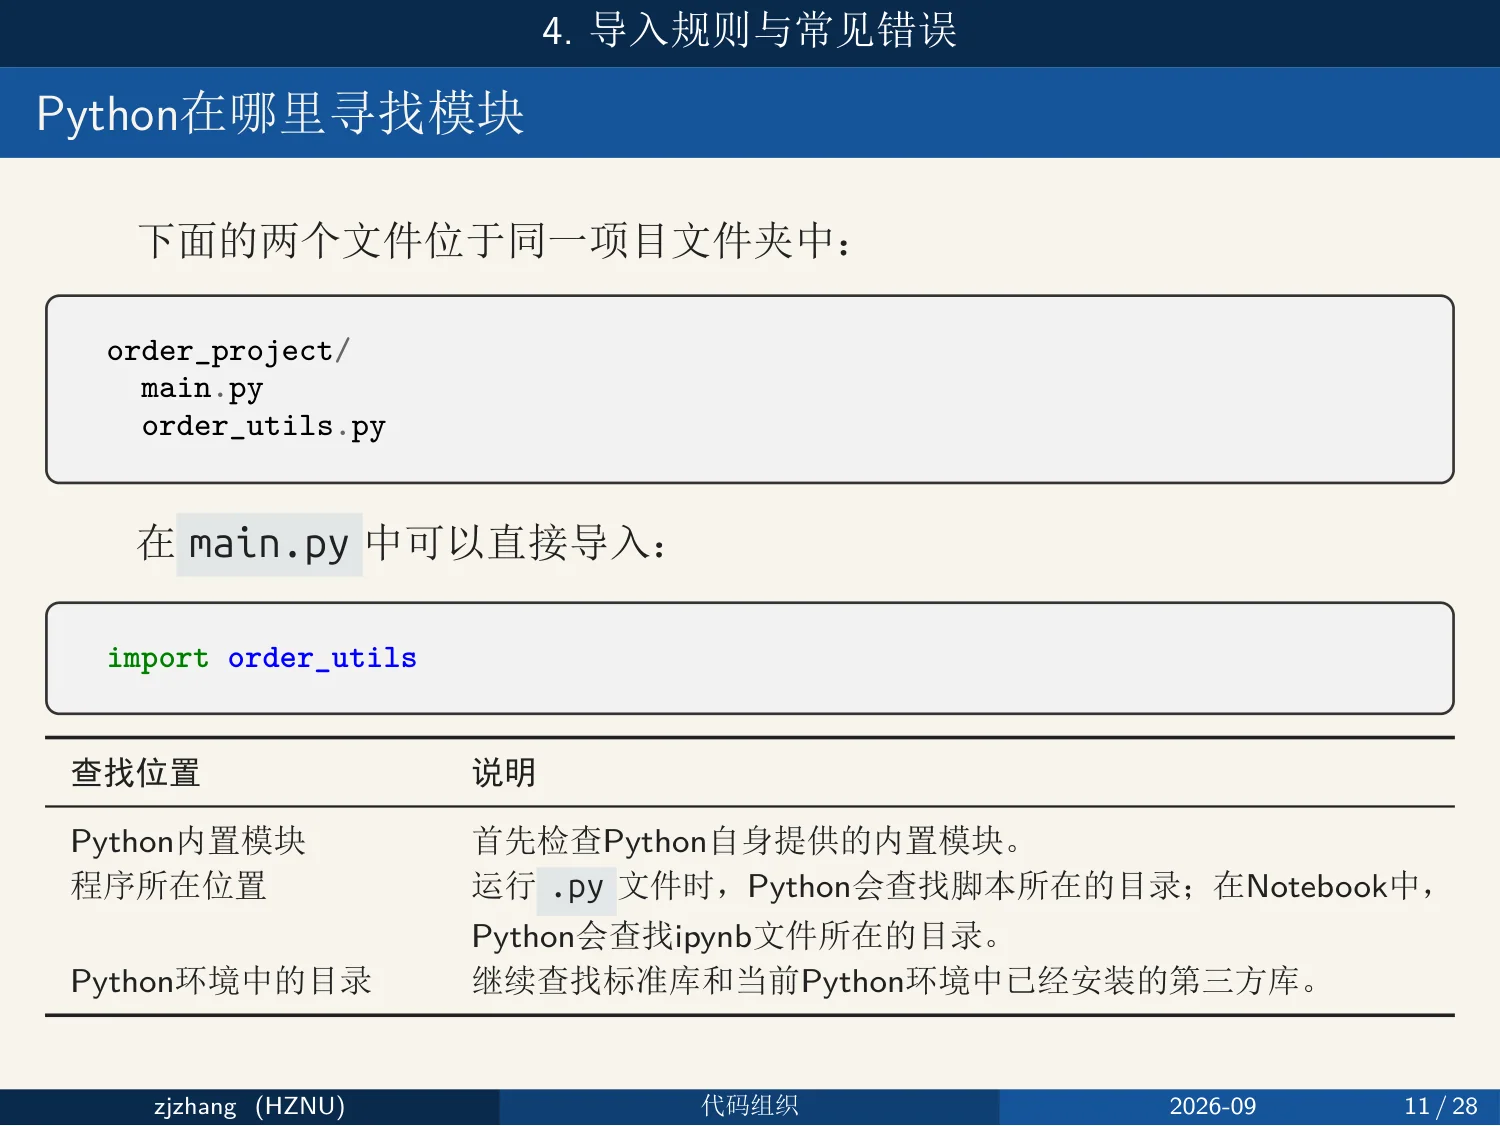 4. 导入规则与常见错误
Python在哪里寻找模块
下面的两个文件位于同一项目文件夹中：
order_project/
main.py
order_utils.py
在 main.py 中可以直接导入：
import order_utils
查找位置 说明
Python内置模块 首先检查Python自身提供的内置模块。
程序所在位置 运行 .py 文件时，Python会查找脚本所在的目录；在Notebook中，
Python会查找ipynb文件所在的目录。
Python环境中的目录 继续查找标准库和当前Python环境中已经安装的第三方库。
zjzhang (HZNU) 代码组织 2026-09 11 / 28